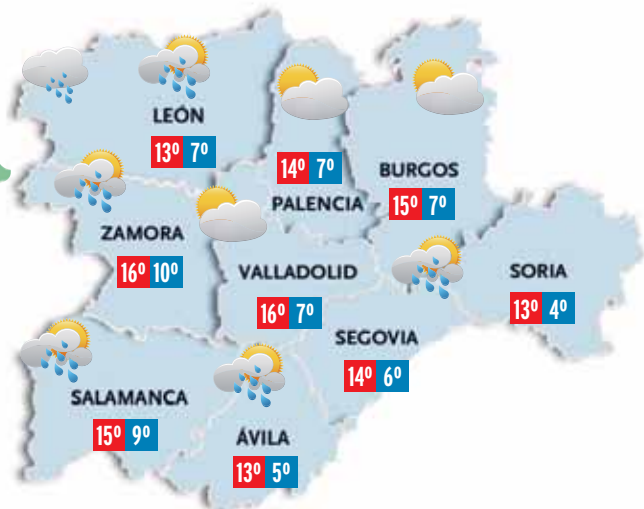 LEÓN
13º 7º
14º 7º
PALENCIA
BURGOS
15º 7º
ZAMORA
16º 10º
VALLADOLID
16º 7º
SORIA
13º 4º
SEGOVIA
14º 6º
SALAMANCA
15º 9º
ÁVILA
13º 5º